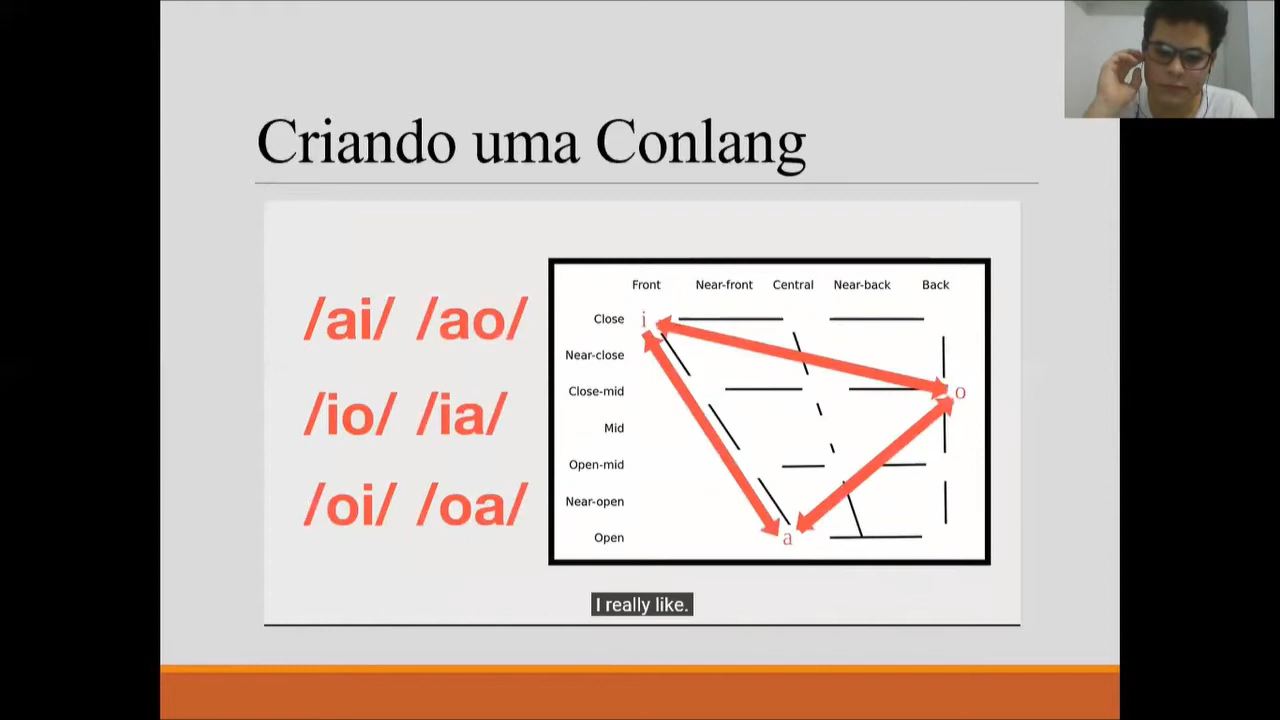 Criando uma Conlang
/ai/ /ao/
/io/ /ia/
/oi/ /oa/
Front Near-front Central Near-back Back
Close i
Near-close
Close-mid o
Mid
Open-mid
Near-open
Open a
I really like.